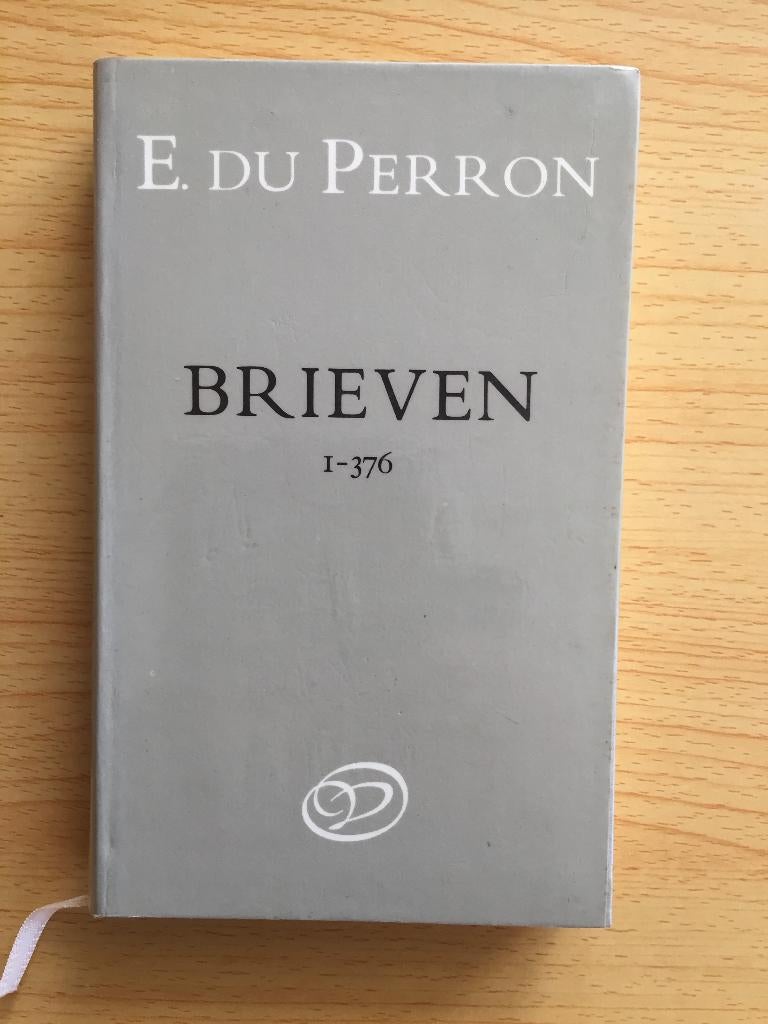 E. DU PERRON
BRIEVEN
1-376